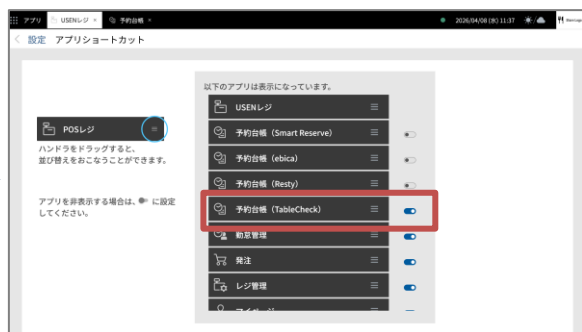 アプリ USENレジ × 予約台帳 × 2026/04/08 (水) 11:37
設定 アプリショートカット
以下のアプリは表示になっています。
USENレジ
POSレジ
ハンドラをドラッグすると、
並び替えをおこなうことができます。
アプリを非表示する場合は、 に設定
してください。
予約台帳（Smart Reserve）
予約台帳（ebica）
予約台帳（Resty）
予約台帳（TableCheck）
勤怠管理
発注
レジ管理